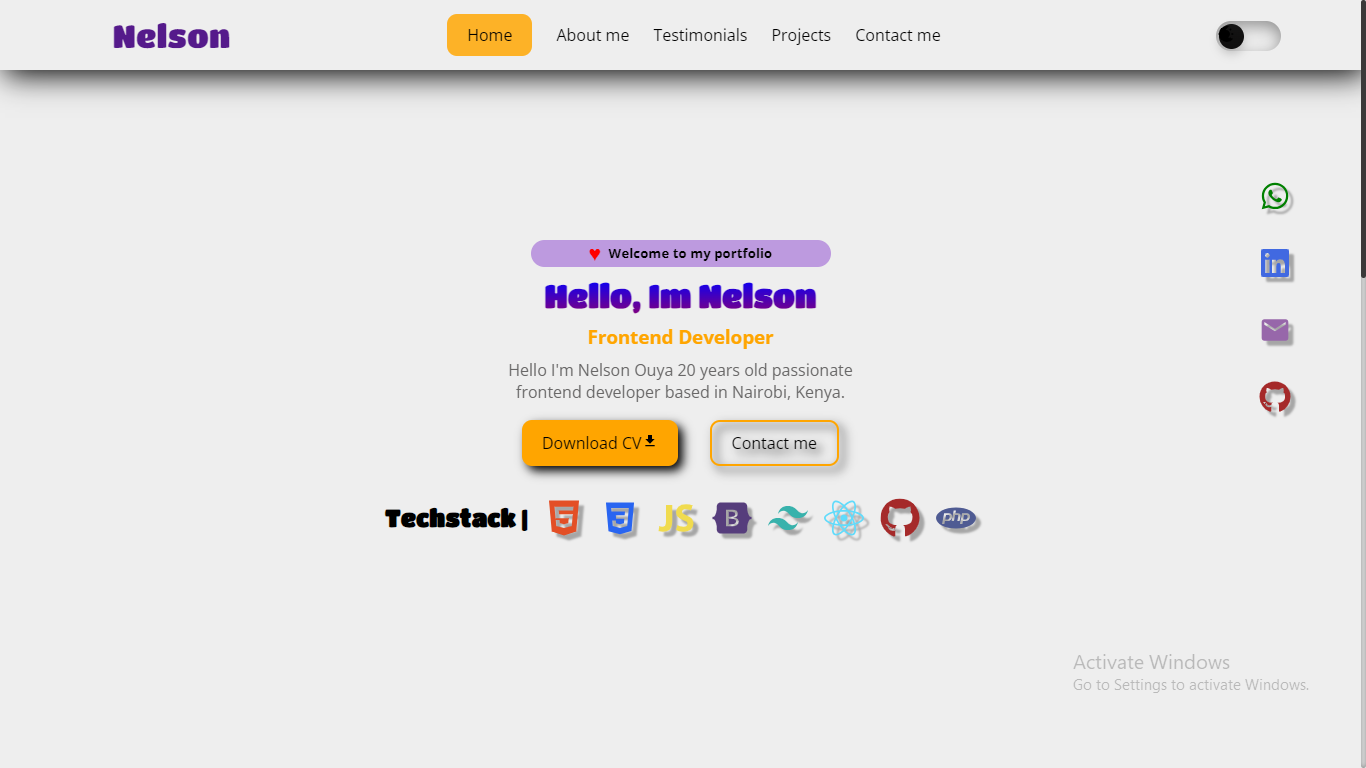 Nelson
Home About me Testimonials Projects Contact me
♥ Welcome to my portfolio
Hello, Im Nelson
Frontend Developer
Hello I'm Nelson Ouya 20 years old passionate
frontend developer based in Nairobi, Kenya.
Download CV Contact me
Techstack | 5 3 JS B php
in
Activate Windows
Go to Settings to activate Windows.